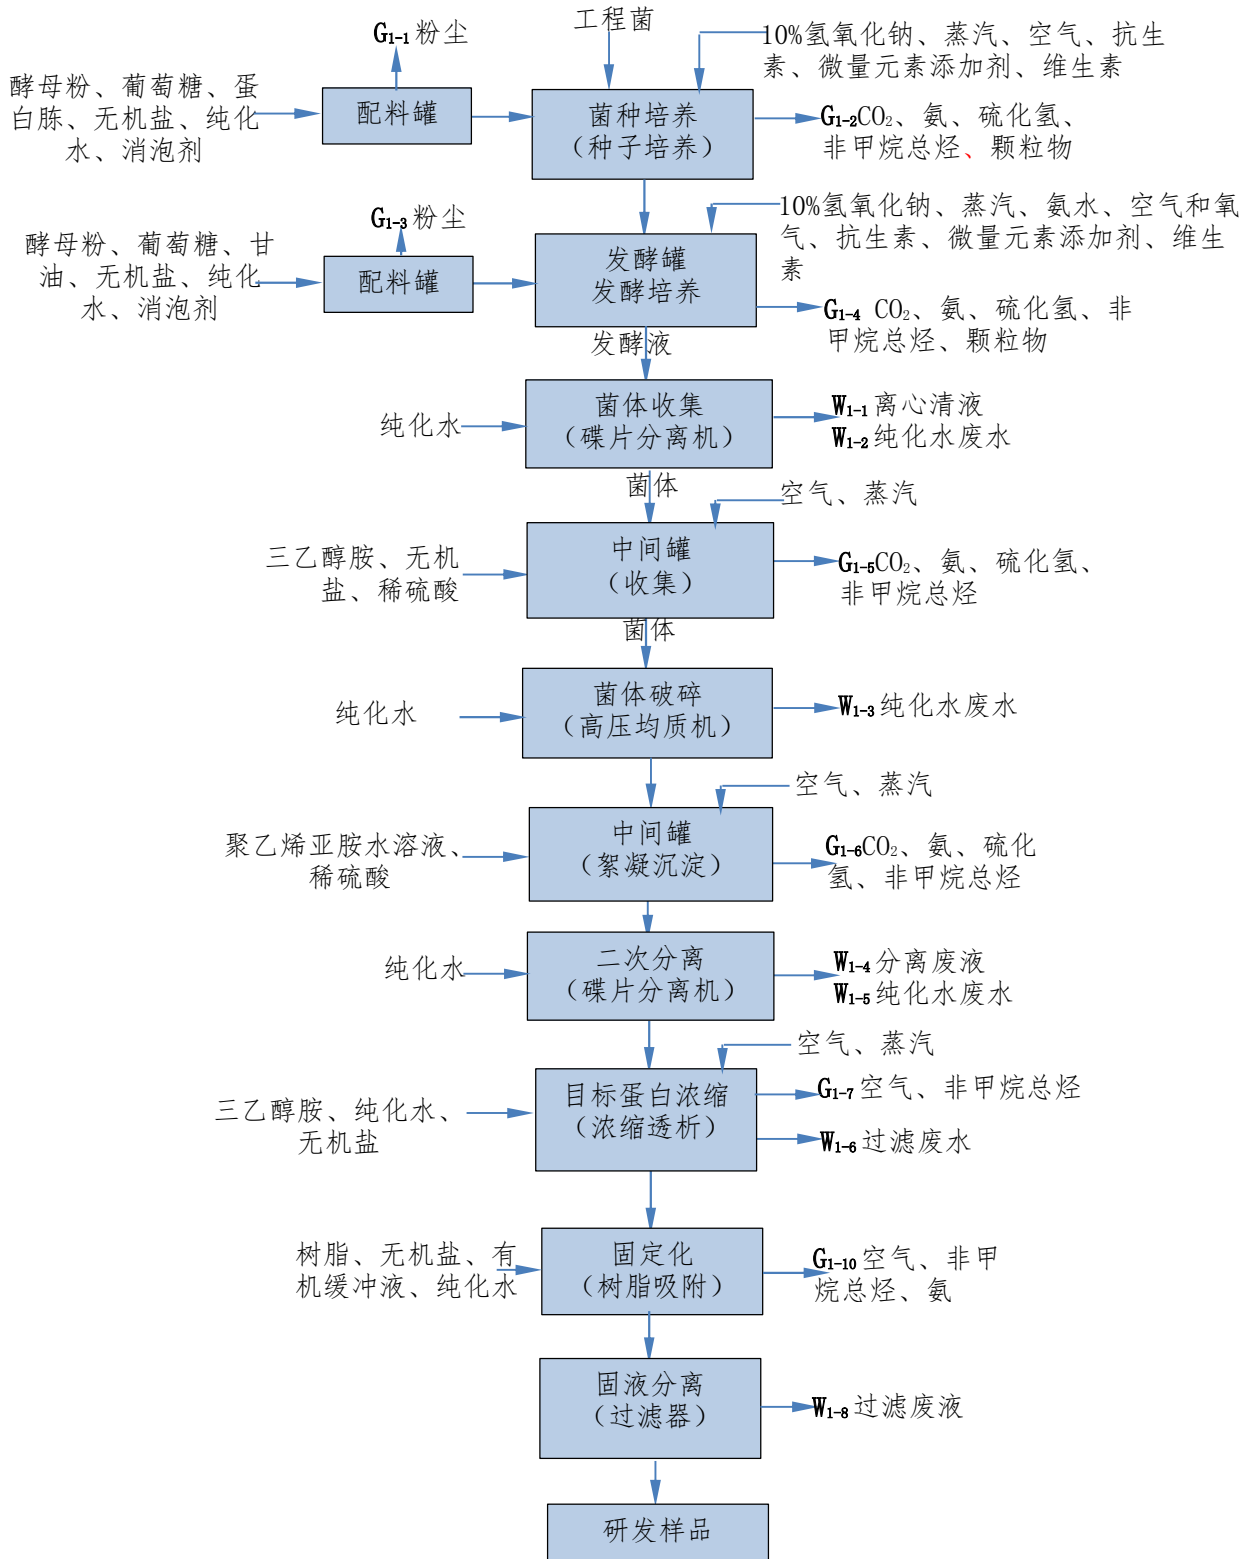 工程菌
G₁₋₁粉尘
10%氢氧化钠、蒸汽、空气、抗生
素、微量元素添加剂、维生素
酵母粉、葡萄糖、蛋
白胨、无机盐、纯化
水、消泡剂
配料罐
菌种培养
（种子培养）
G₁₋₂CO₂、氨、硫化氢、
非甲烷总烃、颗粒物
G₁₋₃粉尘
10%氢氧化钠、蒸汽、氨水、空气和氧
气、抗生素、微量元素添加剂、维生
素
酵母粉、葡萄糖、甘
油、无机盐、纯化
水、消泡剂
配料罐
发酵罐
发酵培养
G₁₋₄ CO₂、氨、硫化氢、非
甲烷总烃、颗粒物
发酵液
纯化水
菌体收集
（碟片分离机）
W₁₋₁离心清液
W₁₋₂纯化水废水
菌体
空气、蒸汽
三乙醇胺、无机
盐、稀硫酸
中间罐
（收集）
G₁₋₅CO₂、氨、硫化氢、
非甲烷总烃
菌体
纯化水
菌体破碎
（高压均质机）
W₁₋₃纯化水废水
空气、蒸汽
聚乙烯亚胺水溶液、
稀硫酸
中间罐
（絮凝沉淀）
G₁₋₆CO₂、氨、硫化
氢、非甲烷总烃
纯化水
二次分离
（碟片分离机）
W₁₋₄分离废液
W₁₋₅纯化水废水
空气、蒸汽
三乙醇胺、纯化水、
无机盐
目标蛋白浓缩
（浓缩透析）
G₁₋₇空气、非甲烷总烃
W₁₋₆过滤废水
树脂、无机盐、有
机缓冲液、纯化水
固定化
（树脂吸附）
G₁₋₁₀空气、非甲
烷总烃、氨
固液分离
（过滤器）
W₁₋₈过滤废液
研发样品